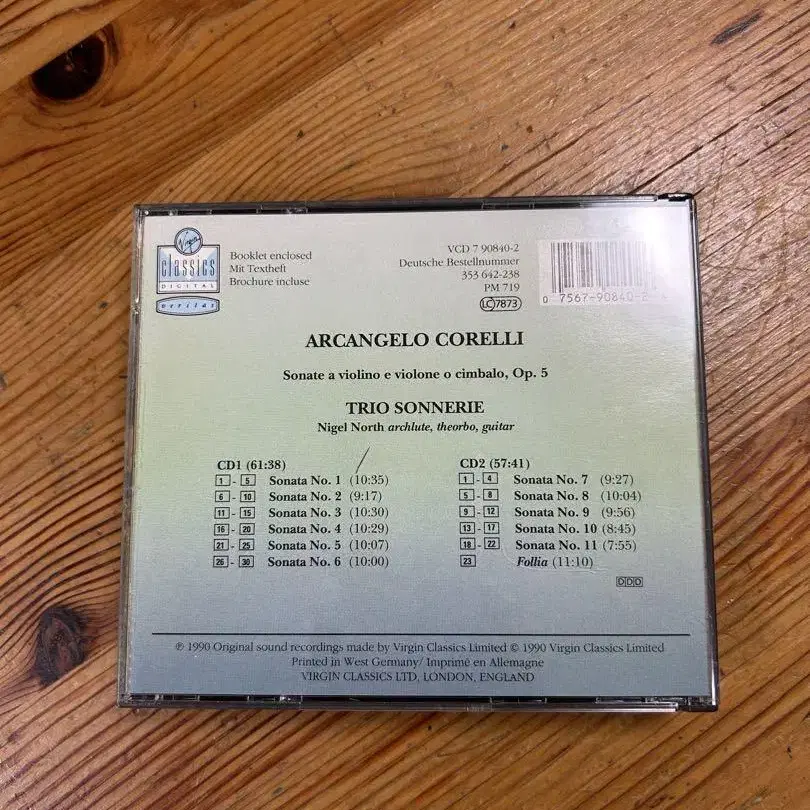 Virgin
classics
DIGITAL
veritas
Booklet enclosed
Mit Textheft
Brochure incluse
VCD 7 90840-2
Deutsche Bestellnummer
353 642-238
PM 719
LC 7873
0 7567-90840-2
ARCANGELO CORELLI
Sonate a violino e violone o cimbalo, Op. 5
TRIO SONNERIE
Nigel North archlute, theorbo, guitar
CD1 (61:38)
1 - 5 Sonata No. 1 (10:35)
6 - 10 Sonata No. 2 (9:17)
11 - 15 Sonata No. 3 (10:30)
16 - 20 Sonata No. 4 (10:29)
21 - 25 Sonata No. 5 (10:07)
26 - 30 Sonata No. 6 (10:00)
CD2 (57:41)
1 - 4 Sonata No. 7 (9:27)
5 - 8 Sonata No. 8 (10:04)
9 - 12 Sonata No. 9 (9:56)
13 - 17 Sonata No. 10 (8:45)
18 - 22 Sonata No. 11 (7:55)
23 Follia (11:10)
DDD
℗ 1990 Original sound recordings made by Virgin Classics Limited © 1990 Virgin Classics Limited
Printed in West Germany/ Imprimé en Allemagne
VIRGIN CLASSICS LTD, LONDON, ENGLAND